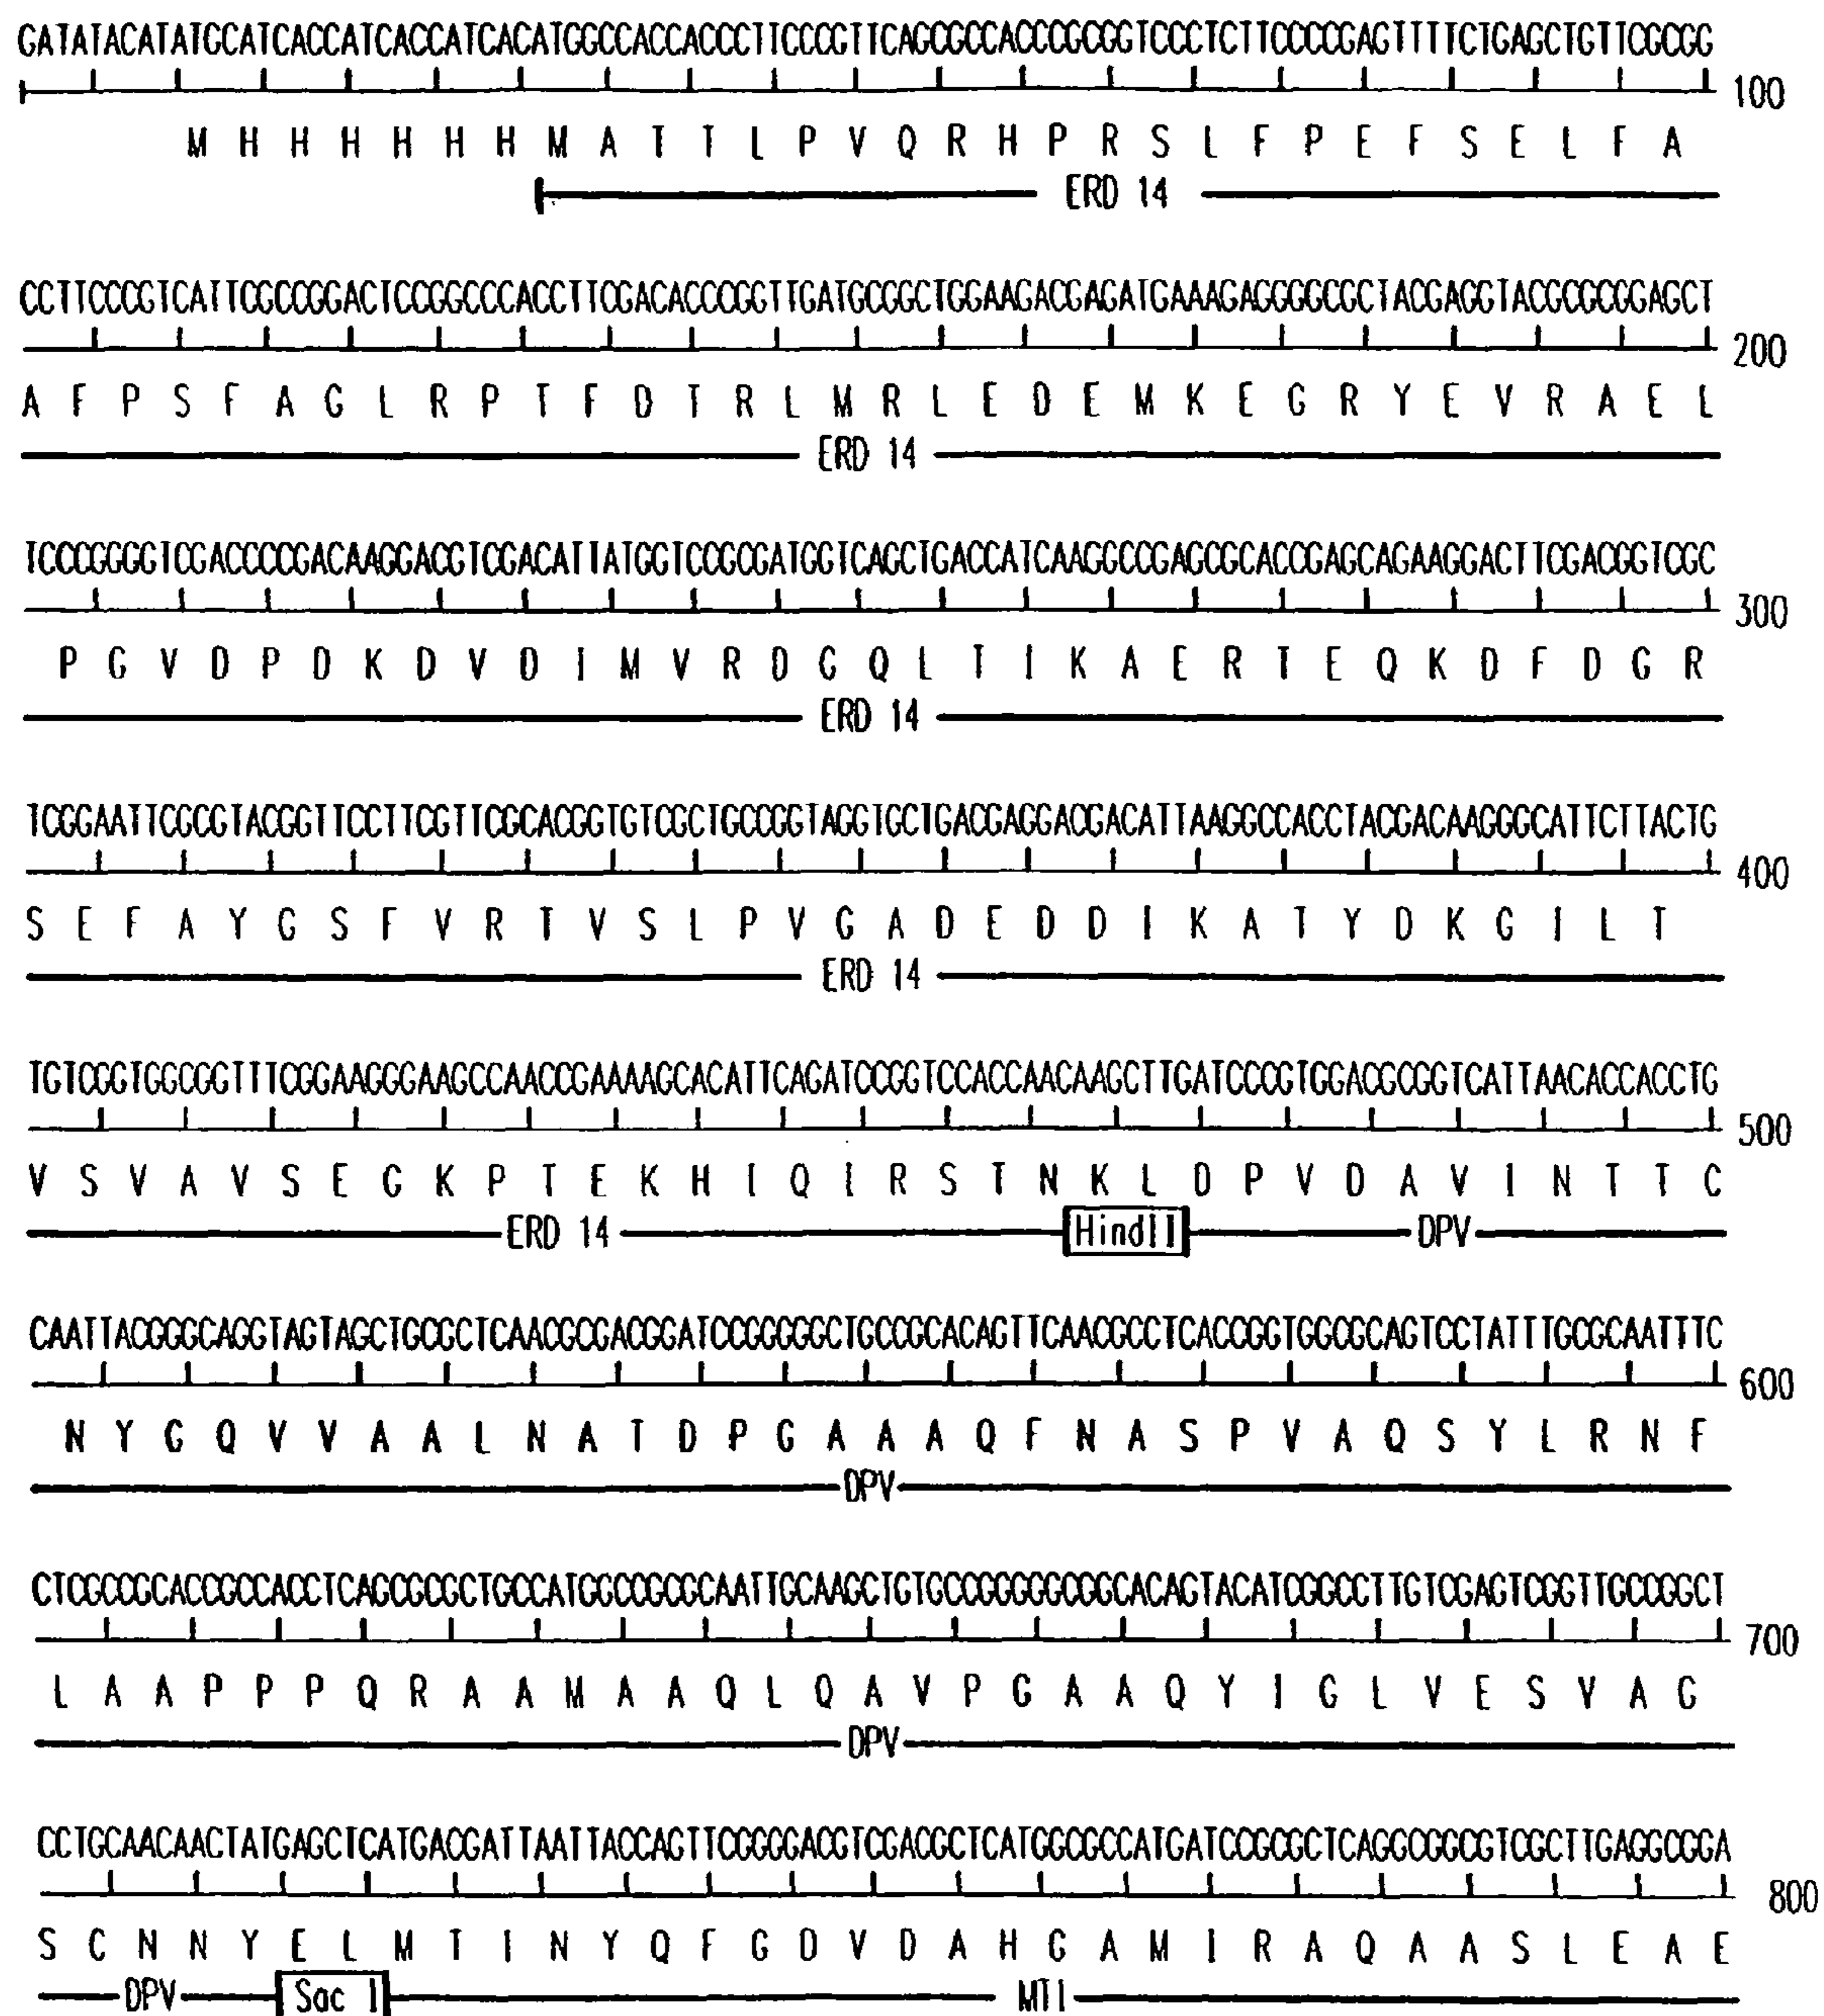 GATATACATATGCCATCACCATCACCATCACATGGCCACCACCCTTCCCGTTCAGCGCCACCCGCGGTCCCTCTTCCCCGAGTTTTCTGAGCTGTTCGCGG
100
M H H H H H H M A T T L P V Q R H P R S L F P E F S E L F A
ERD 14
CCTTCCCGTCATTCGCCGGACTCCGGCCCACCTTCGACACCCGGTTGATGCGGCTGGAAGACGAGATGAAAGAGGGGCGCTACGAGGTACGCGCGGAGCT
200
A F P S F A G L R P T F D T R L M R L E D E M K E G R Y E V R A E L
ERD 14
TCCCGGGGTCGACCCCGACAAGGACGTCGACATTATGGTCCGCGATGGTCAGCTGACCATCAAGGCCGAGCGCACCGAGCAGAAGGACTTCGACGGTCGC
300
P G V D P D K D V D I M V R D G Q L T I K A E R T E Q K D F D G R
ERD 14
TCGGAATTCGCGTACGGTTCCTTCGTTCGCACGGTGTCGCTGCCGGTAGGTGCTGACGAGGACGACATTAAGGCCACCTACGACAAGGGCATTCTTACTG
400
S E F A Y G S F V R T V S L P V G A D E D D I K A T Y D K G I L T
ERD 14
TGTCGGTGGCGGTTTCGGAAGGGAAGCCAACCGAAAAGCACATTCAGATCCGGTCCACCAACAAGCTTGATCCCGTGGACGCGGTCATTAACACCACCTG
500
V S V A V S E G K P T E K H I Q I R S T N K L D P V D A V I N T T C
ERD 14 HindII DPV
CAATTACGGGCAGGTAGTAGCTGCGCTCAACGCGACGGATCCGGGGGCTGCCGCACAGTTCAACGCCTCACCGGTGGCGCAGTCCTATTTGCGCAATTTC
600
N Y G Q V V A A L N A T D P G A A A Q F N A S P V A Q S Y L R N F
DPV
CTCGCCGCACCGCCACCTCAGCGCGCTGCCATGGCCGCGCAATTGCAAGCTGTGCCGGGGGCGGCACAGTACATCGGCCTTGTCGAGTCGGTTGCCGGCT
700
L A A P P P Q R A A M A A Q L Q A V P G A A Q Y I G L V E S V A G
DPV
CCTGCAACAACTATGAGCTCATGACGATTAATTACCAGTTCGGGGACGTCGACGCTCATGGCGCCATGATCCGCGCTCAGGCGGCGTCGCTTGAGGCGGA
800
S C N N Y E L M T I N Y Q F G D V D A H G A M I R A Q A A S L E A E
DPV Sac I MTI